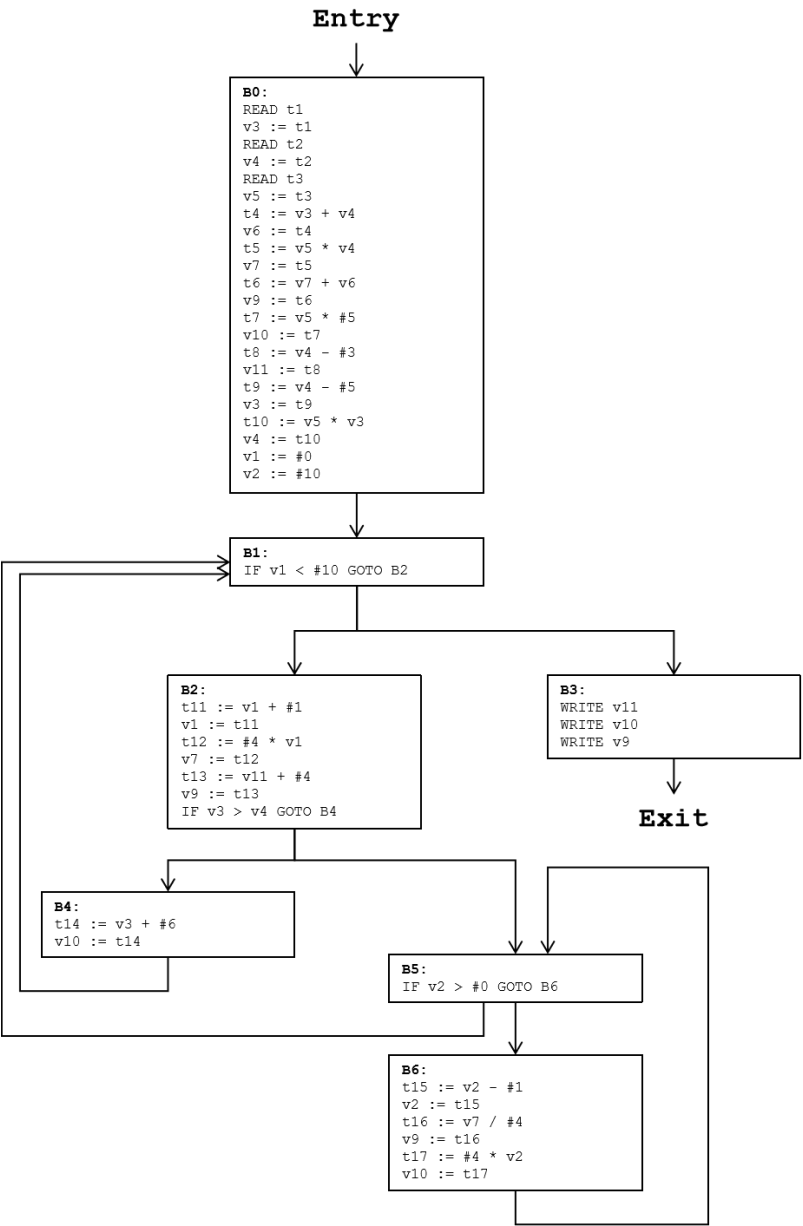 Entry
B0:
READ t1
v3 := t1
READ t2
v4 := t2
READ t3
v5 := t3
t4 := v3 + v4
v6 := t4
t5 := v5 * v4
v7 := t5
t6 := v7 + v6
v9 := t6
t7 := v5 * #5
v10 := t7
t8 := v4 - #3
v11 := t8
t9 := v4 - #5
v3 := t9
t10 := v5 * v3
v4 := t10
v1 := #0
v2 := #10
B1:
IF v1 < #10 GOTO B2
B2:
t11 := v1 + #1
v1 := t11
t12 := #4 * v1
v7 := t12
t13 := v11 + #4
v9 := t13
IF v3 > v4 GOTO B4
B3:
WRITE v11
WRITE v10
WRITE v9
Exit
B4:
t14 := v3 + #6
v10 := t14
B5:
IF v2 > #0 GOTO B6
B6:
t15 := v2 - #1
v2 := t15
t16 := v7 / #4
v9 := t16
t17 := #4 * v2
v10 := t17